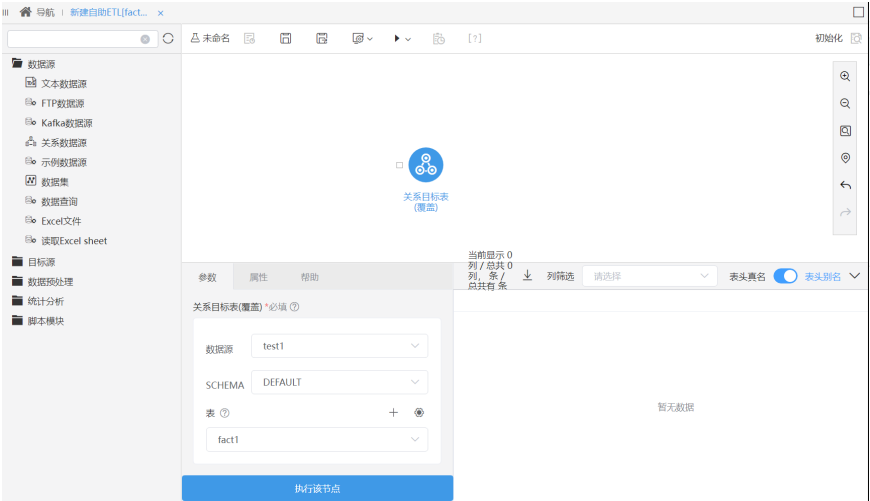 导航 新建自助ETL[fact... ×
未命名 [?] 初始化
数据源
文本数据源
FTP数据源
Kafka数据源
关系数据源
示例数据源
数据集
数据查询
Excel文件
读取Excel sheet
目标源
数据预处理
统计分析
脚本模块
关系目标表
(覆盖)
参数 属性 帮助
关系目标表(覆盖) *必填
数据源 test1
SCHEMA DEFAULT
表
fact1
执行该节点
当前显示 0
列 / 总共 0
列， 条 /
总共有 条
列筛选 请选择 表头真名 表头别名
暂无数据